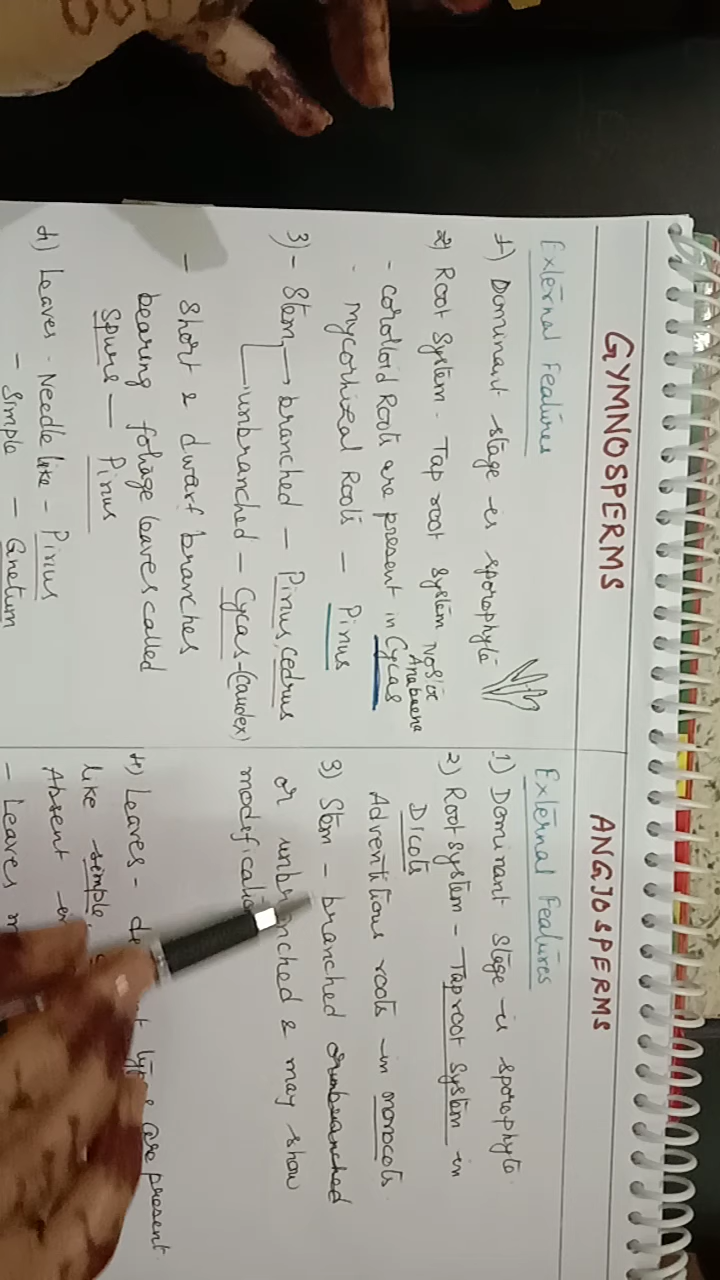 GYMNOSPERMS
External Features
1) Dominant stage is sporophyte
2) Root System - Tap root System
- corolloid Roots are present in Cycas
Nostoc
Anabaena
- Mycorhizal Roots - Pinus
3) - Stem branched - Pinus, Cedrus
unbranched - Cycas - (Caudex)
- Short & dwarf branches
bearing foliage leaves called
Spurs - Pinus
4) Leaves - Needle like - Pinus
- Simple - Gnetum
ANGIOSPERMS
External Features
1) Dominant Stage is sporophyte.
2) Root System - Tap root System in
Dicots
Adventitious roots in monocots.
3) Stem - branched
or unbranched & may show
4) Leaves - are present
like simple
Absent
- Leaves